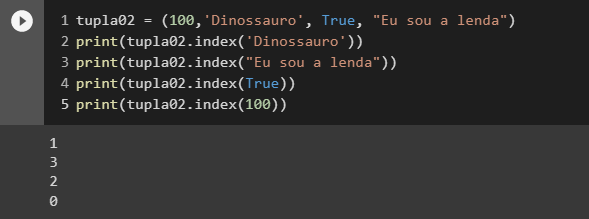 1 tupla02 = (100,'Dinossauro', True, "Eu sou a lenda")
2 print(tupla02.index('Dinossauro'))
3 print(tupla02.index("Eu sou a lenda"))
4 print(tupla02.index(True))
5 print(tupla02.index(100))
1
3
2
0